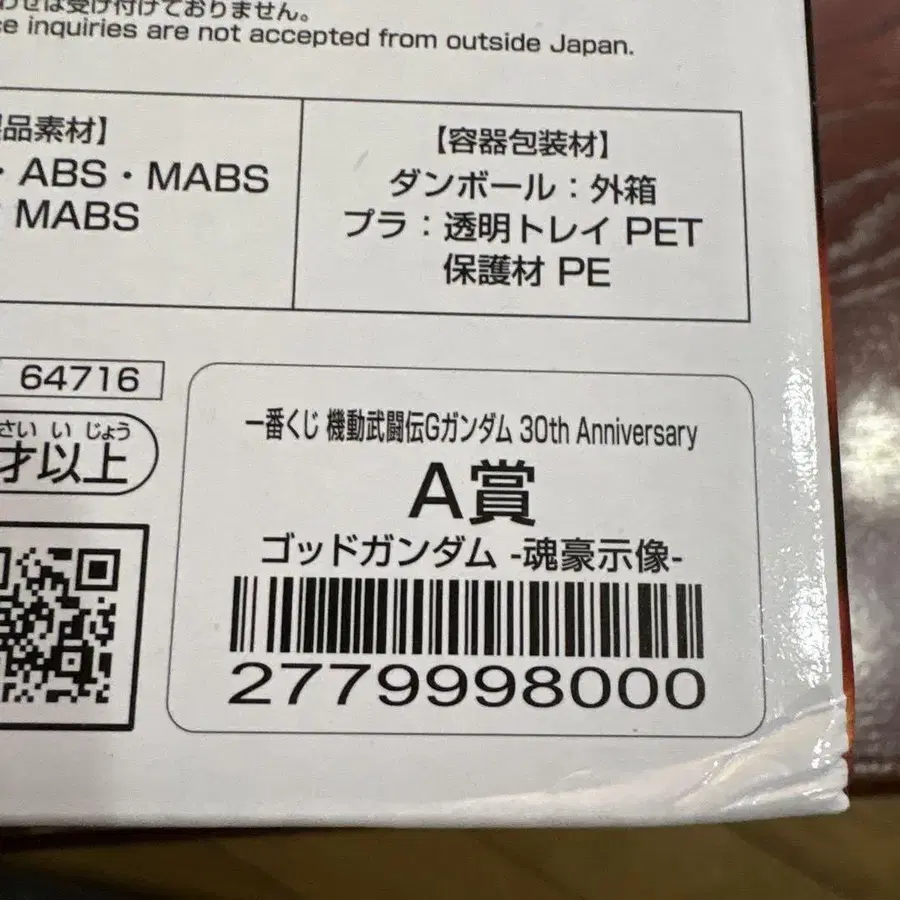 わせは受け付けておりません。
inquiries are not accepted from outside Japan.
品素材】
・ABS・MABS
MABS
【容器包装材】
ダンボール：外箱
プラ：透明トレイ PET
保護材 PE
64716
さい い じょう
才以上
一番くじ 機動武闘伝Gガンダム 30th Anniversary
A賞
ゴッドガンダム -魂豪示像-
2779998000